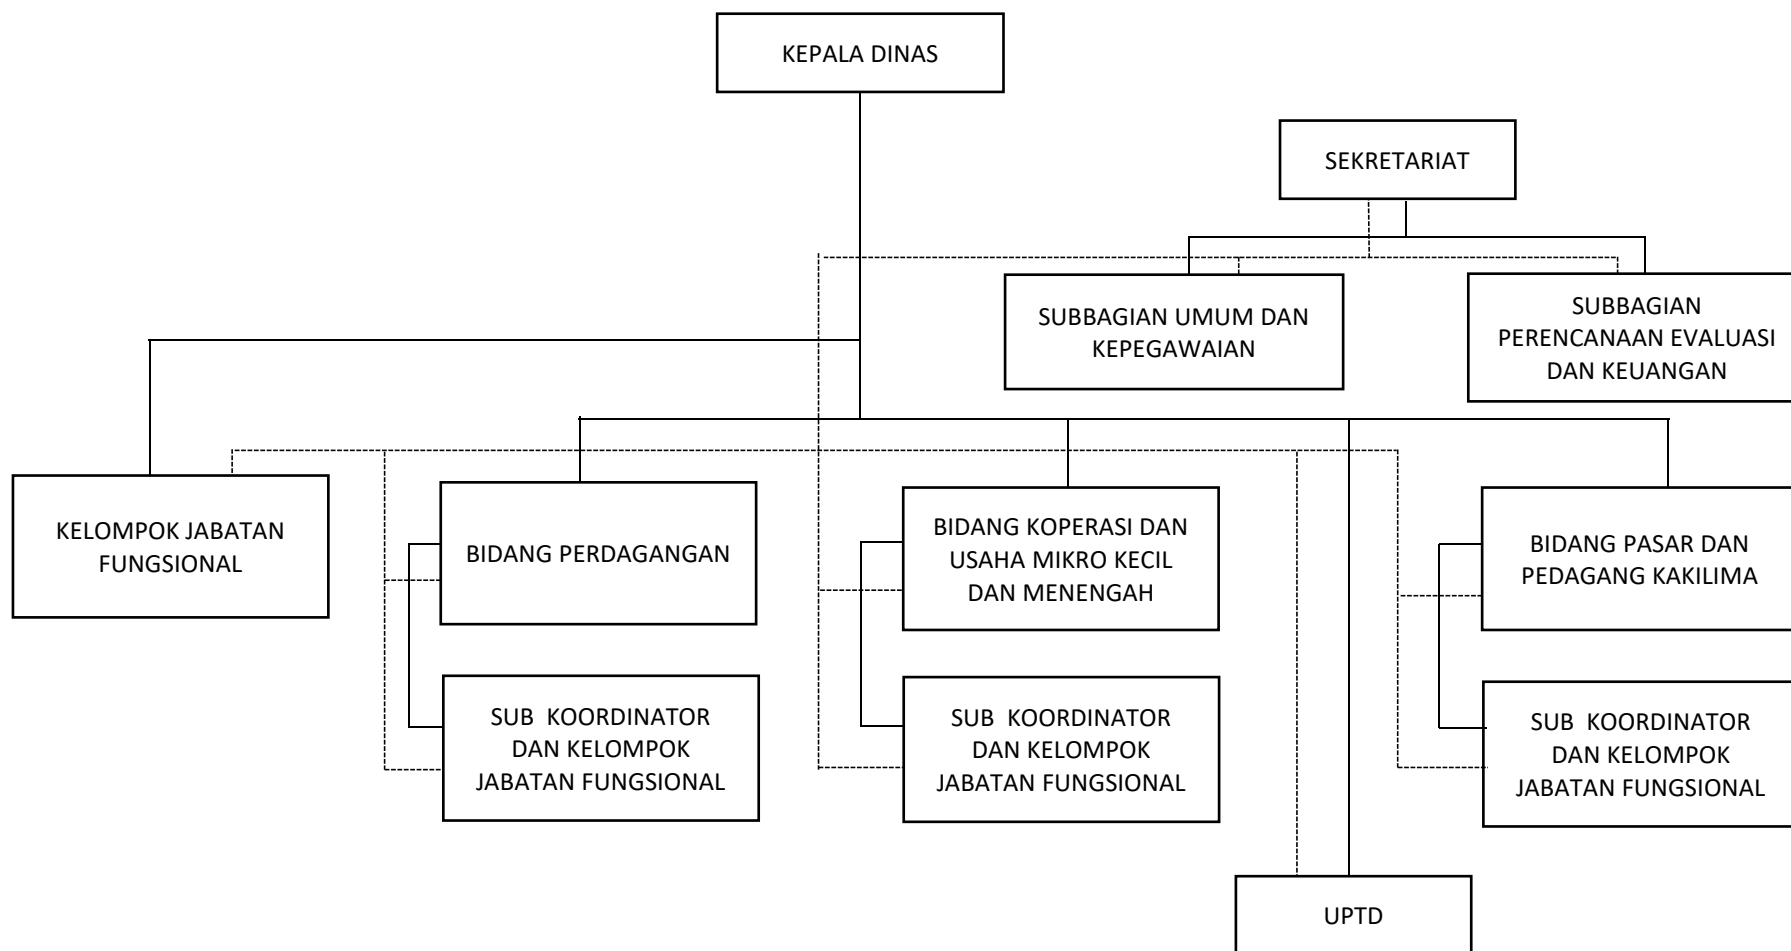 KEPALA DINAS
SEKRETARIAT
SUBBAGIAN UMUM DAN
KEPEGAWAIAN
SUBBAGIAN
PERENCANAAN EVALUASI
DAN KEUANGAN
KELOMPOK JABATAN
FUNGSIONAL
BIDANG PERDAGANGAN
BIDANG KOPERASI DAN
USAHA MIKRO KECIL
DAN MENENGAH
BIDANG PASAR DAN
PEDAGANG KAKILIMA
SUB KOORDINATOR
DAN KELOMPOK
JABATAN FUNGSIONAL
SUB KOORDINATOR
DAN KELOMPOK
JABATAN FUNGSIONAL
SUB KOORDINATOR
DAN KELOMPOK
JABATAN FUNGSIONAL
UPTD